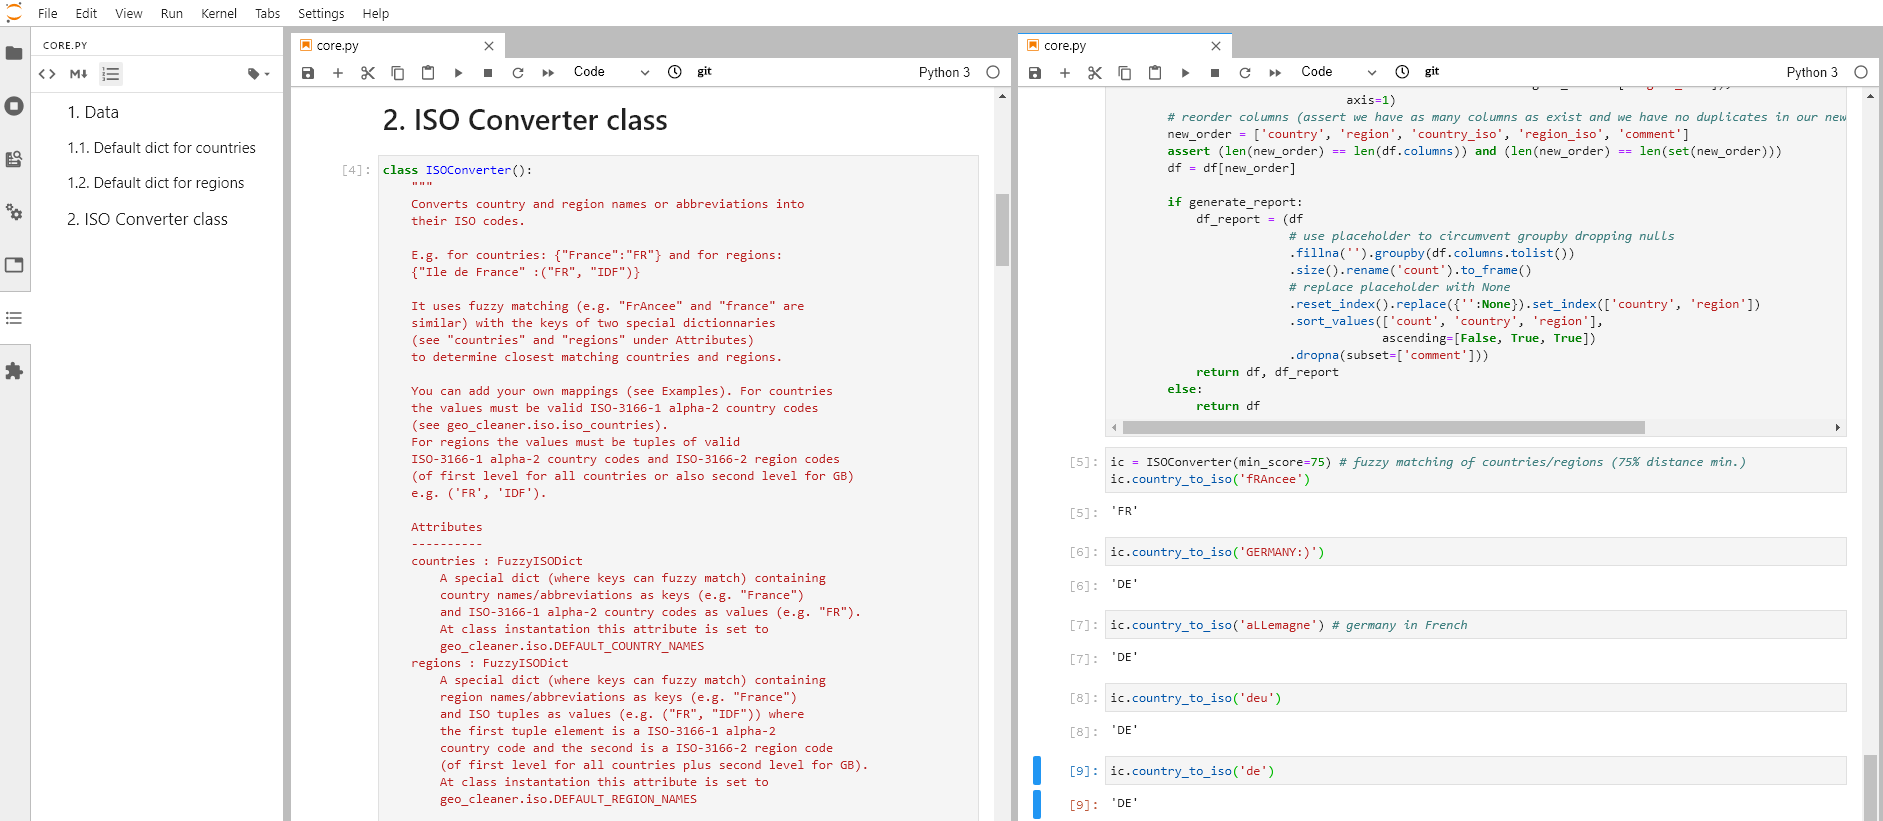 File Edit View Run Kernel Tabs Settings Help
CORE.PY
M
1. Data
1.1. Default dict for countries
1.2. Default dict for regions
2. ISO Converter class
core.py
Code git Python 3
2. ISO Converter class
[4]: class ISOConverter():
"""
Converts country and region names or abbreviations into
their ISO codes.
E.g. for countries: {"France":"FR"} and for regions:
{"Ile de France" :("FR", "IDF")}
It uses fuzzy matching (e.g. "FrAncee" and "france" are
similar) with the keys of two special dictionnaries
(see "countries" and "regions" under Attributes)
to determine closest matching countries and regions.
You can add your own mappings (see Examples). For countries
the values must be valid ISO-3166-1 alpha-2 country codes
(see geo_cleaner.iso.iso_countries).
For regions the values must be tuples of valid
ISO-3166-1 alpha-2 country codes and ISO-3166-2 region codes
(of first level for all countries or also second level for GB)
e.g. ('FR', 'IDF').
Attributes
----------
countries : FuzzyISODict
A special dict (where keys can fuzzy match) containing
country names/abbreviations as keys (e.g. "France")
and ISO-3166-1 alpha-2 country codes as values (e.g. "FR").
At class instantation this attribute is set to
geo_cleaner.iso.DEFAULT_COUNTRY_NAMES
regions : FuzzyISODict
A special dict (where keys can fuzzy match) containing
region names/abbreviations as keys (e.g. "France")
and ISO tuples as values (e.g. ("FR", "IDF")) where
the first tuple element is a ISO-3166-1 alpha-2
country code and the second is a ISO-3166-2 region code
(of first level for all countries plus second level for GB).
At class instantation this attribute is set to
geo_cleaner.iso.DEFAULT_REGION_NAMES
core.py
Code git Python 3
axis=1)
# reorder columns (assert we have as many columns as exist and we have no duplicates in our new
new_order = ['country', 'region', 'country_iso', 'region_iso', 'comment']
assert (len(new_order) == len(df.columns)) and (len(new_order) == len(set(new_order)))
df = df[new_order]
if generate_report:
df_report = (df
# use placeholder to circumvent groupby dropping nulls
.fillna('').groupby(df.columns.tolist())
.size().rename('count').to_frame()
# replace placeholder with None
.reset_index().replace({'':None}).set_index(['country', 'region'])
.sort_values(['count', 'country', 'region'],
ascending=[False, True, True])
.dropna(subset=['comment']))
return df, df_report
else:
return df
[5]: ic = ISOConverter(min_score=75) # fuzzy matching of countries/regions (75% distance min.)
ic.country_to_iso('fRAncee')
[5]: 'FR'
[6]: ic.country_to_iso('GERMANY:)')
[6]: 'DE'
[7]: ic.country_to_iso('aLLemagne') # germany in French
[7]: 'DE'
[8]: ic.country_to_iso('deu')
[8]: 'DE'
[9]: ic.country_to_iso('de')
[9]: 'DE'